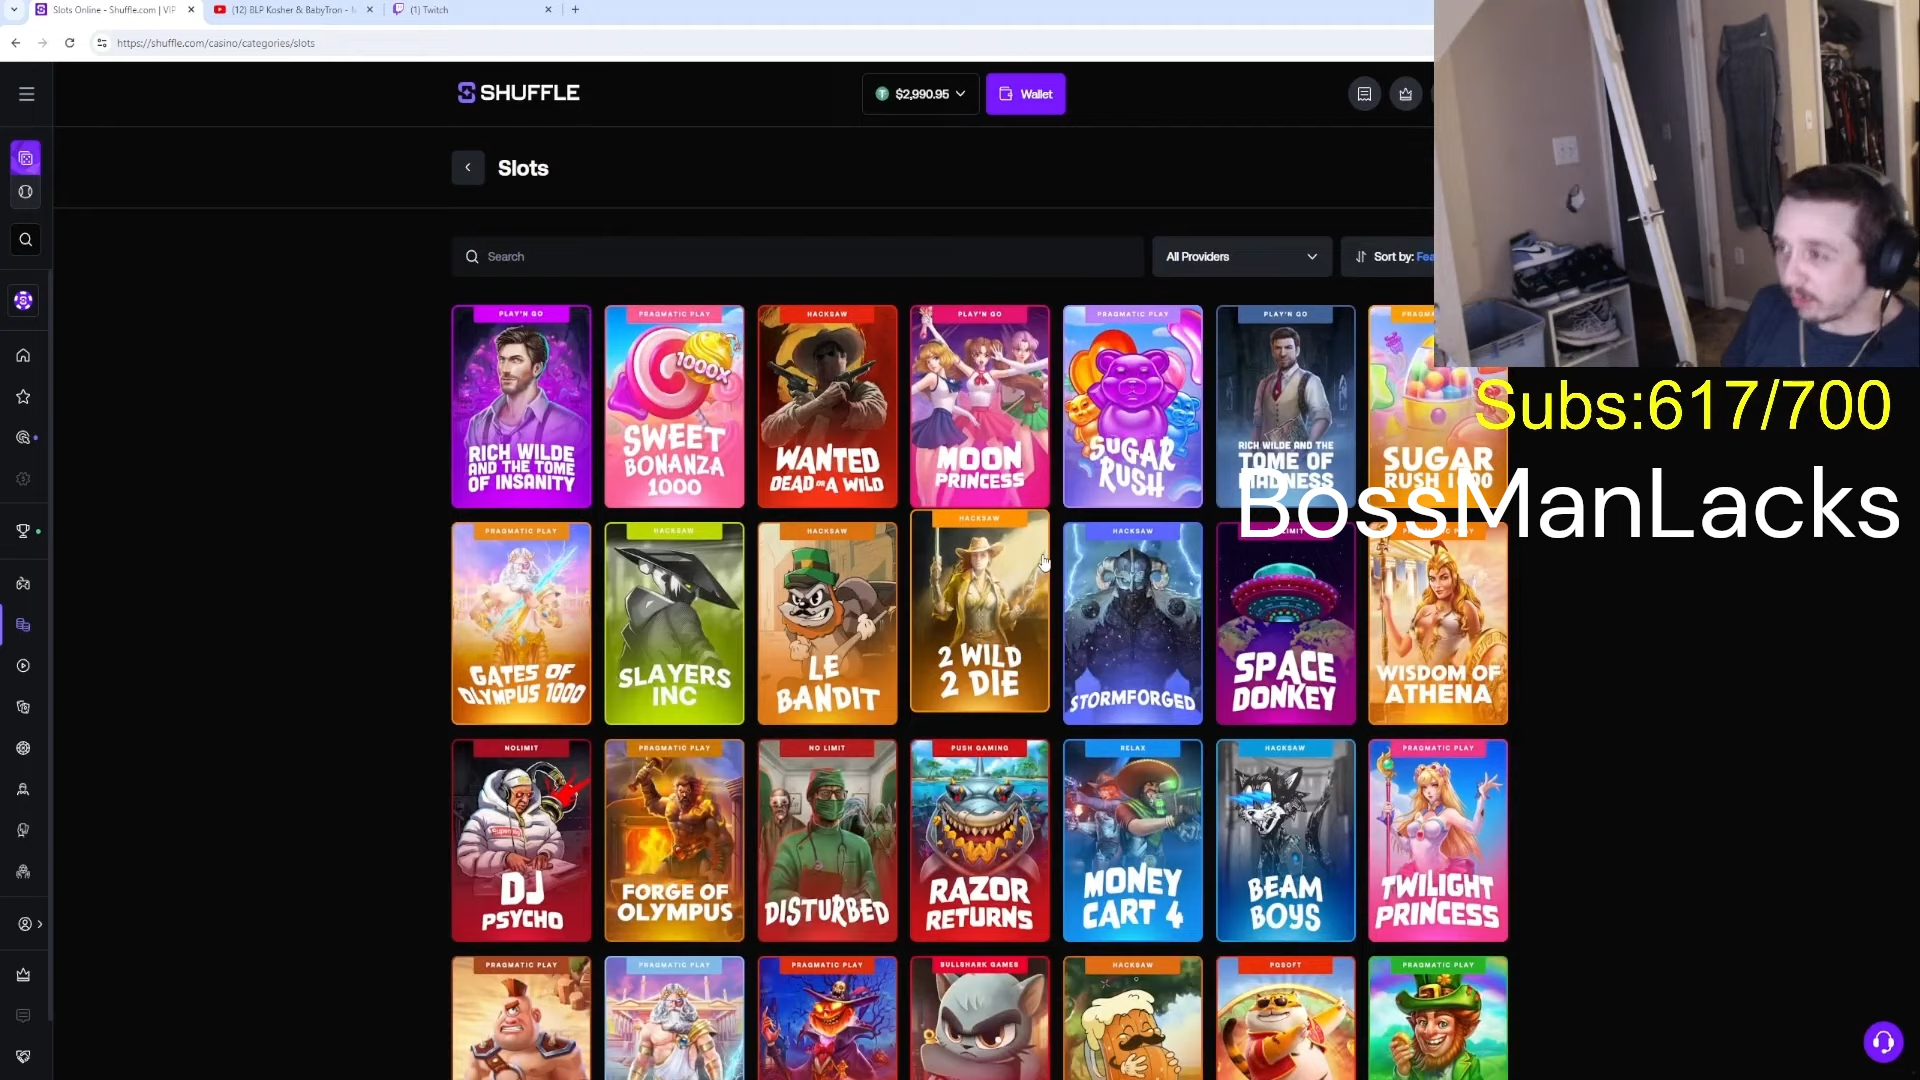 Slots Online - Shuffle.com | VIP
(12) BLP Kosher & BabyTron -
(1) Twitch
https://shuffle.com/casino/categories/slots
SHUFFLE
$2,990.95
Wallet
Slots
Search
All Providers
Sort by: Fea
PLAY'N GO
RICH WILDE
AND THE TOME
OF INSANITY
PRAGMATIC PLAY
1000X
SWEET
BONANZA
1000
HACKSAW
WANTED
DEAD OR A WILD
PLAY'N GO
MOON
PRINCESS
PRAGMATIC PLAY
SUGAR
RUSH
PLAY'N GO
RICH WILDE AND THE
TOME OF
MADNESS
PRAGMA
SUGAR
RUSH 1000
Subs:617/700
BossManLacks
PRAGMATIC PLAY
GATES OF
OLYMPUS 1000
HACKSAW
SLAYERS
INC
HACKSAW
LE
BANDIT
HACKSAW
2 WILD
2 DIE
HACKSAW
STORMFORGED
SPACE
DONKEY
WISDOM OF
ATHENA
NOLIMIT
DJ
PSYCHO
PRAGMATIC PLAY
FORGE OF
OLYMPUS
NO LIMIT
DISTURBED
PUSH GAMING
RAZOR
RETURNS
RELAX
MONEY
CART 4
HACKSAW
BEAM
BOYS
PRAGMATIC PLAY
TWILIGHT
PRINCESS
PRAGMATIC PLAY
PRAGMATIC PLAY
PRAGMATIC PLAY
BULLSHARK GAMES
HACKSAW
PGSOFT
PRAGMATIC PLAY